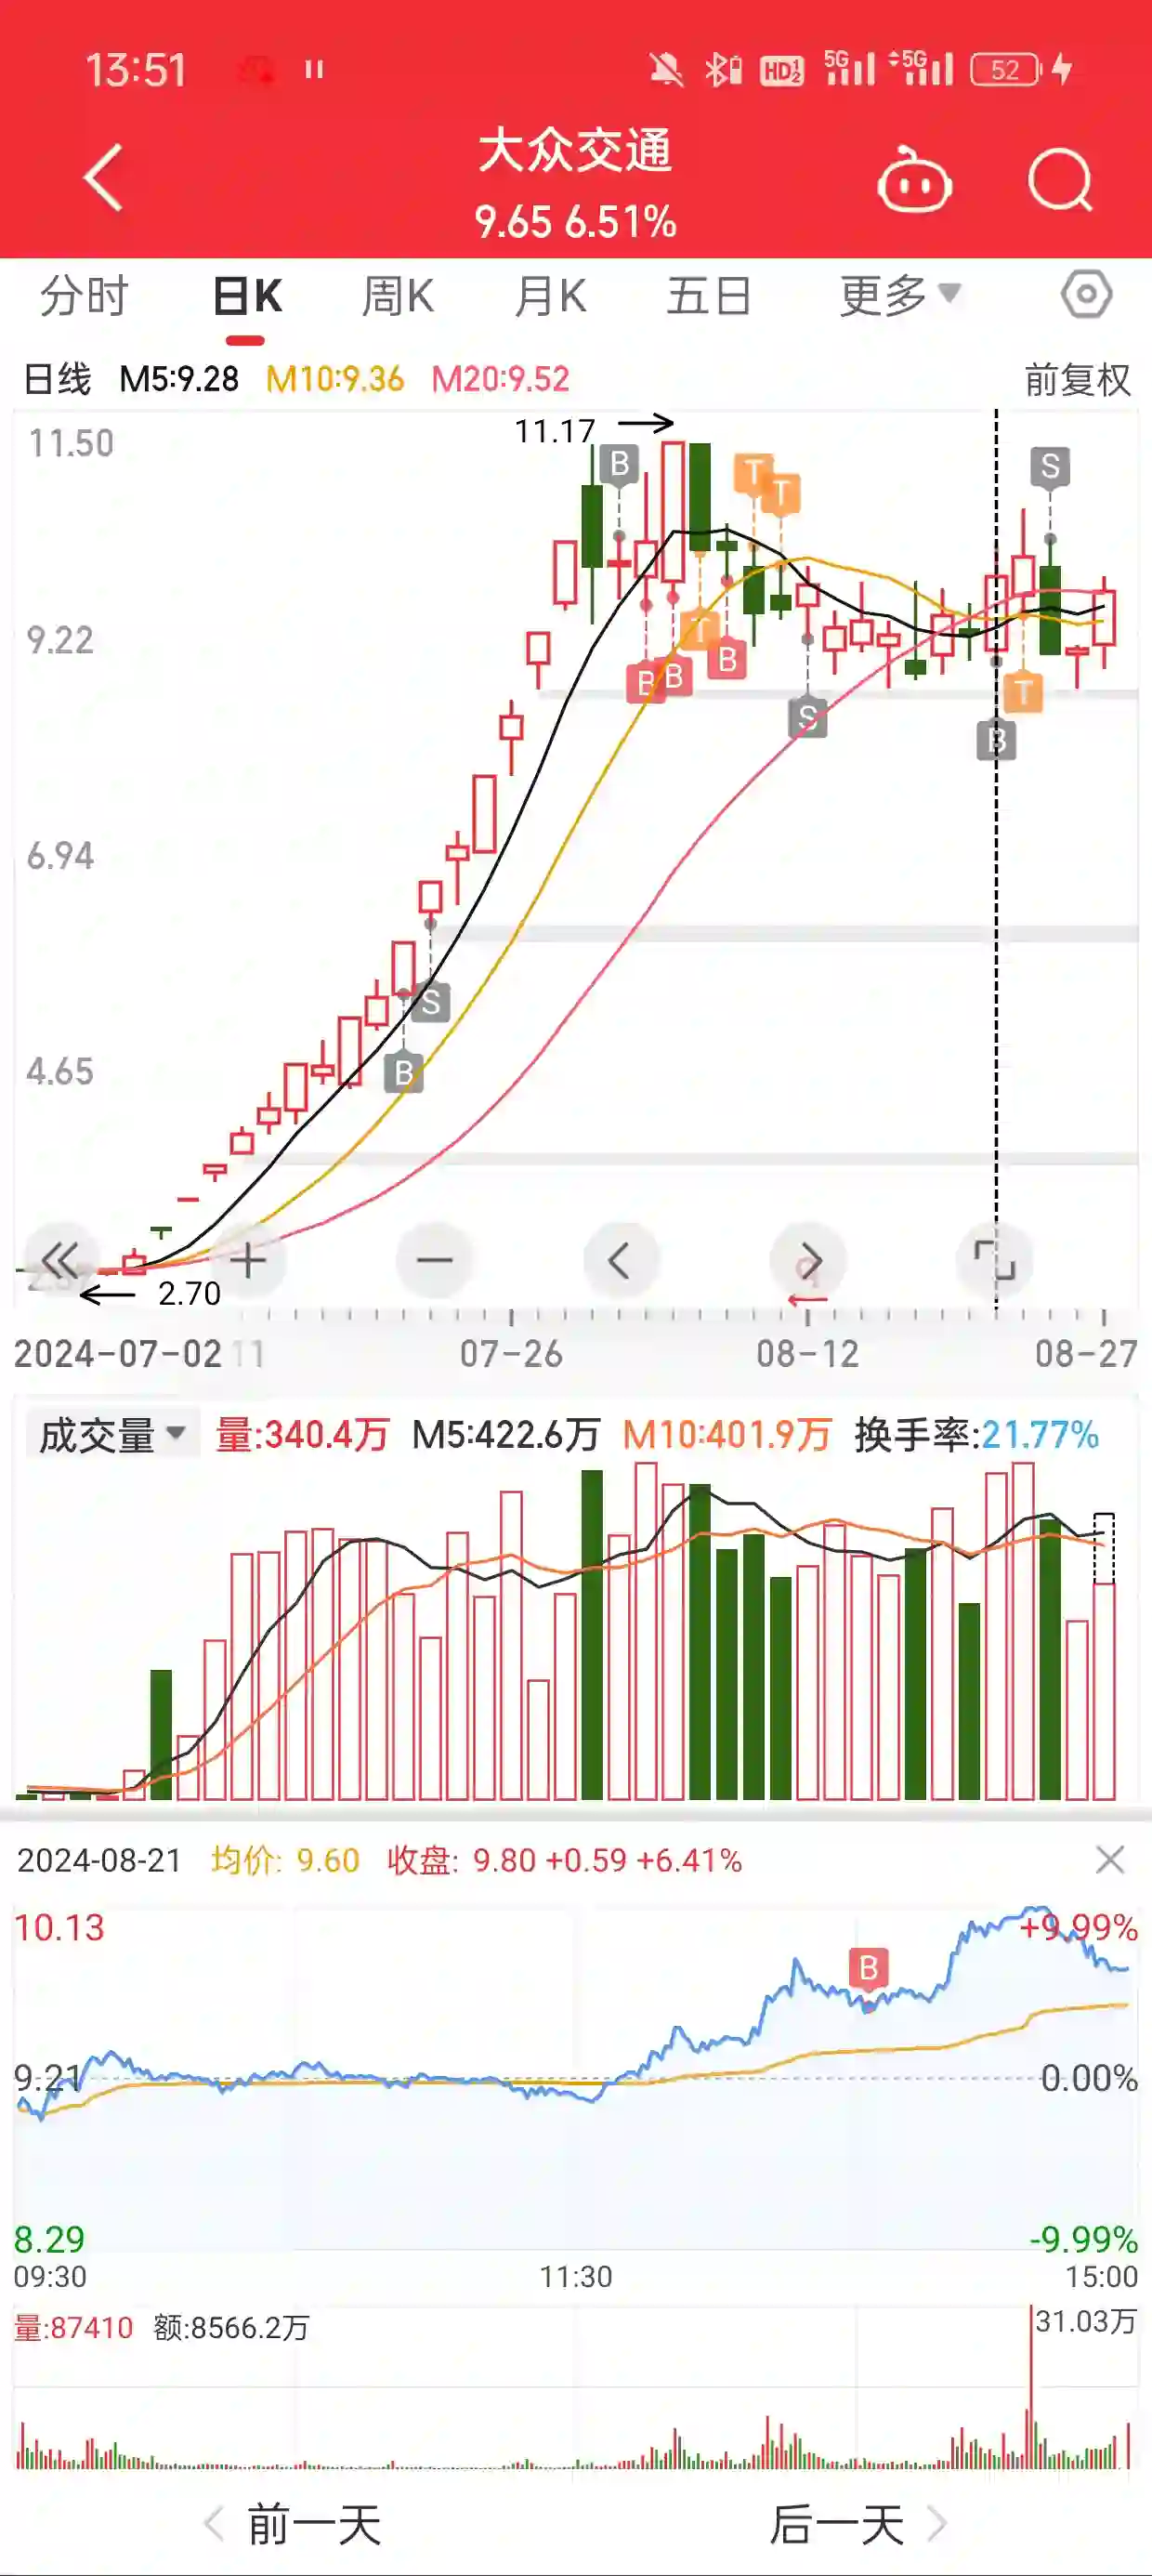 13:51 HD 5G 5G 52
大众交通
9.65 6.51%
分时 日K 周K 月K 五日 更多
日线 M5:9.28 M10:9.36 M20:9.52 前复权
11.50
11.17
B
S
T
T
9.22
B
B
T
B
S
T
B
6.94
S
B
4.65
2.70
2024-07-02 11 07-26 08-12 08-27
成交量 量:340.4万 M5:422.6万 M10:401.9万 换手率:21.77%
2024-08-21 均价: 9.60 收盘: 9.80 +0.59 +6.41%
10.13 +9.99%
B
9.21 0.00%
8.29 -9.99%
09:30 11:30 15:00
量:87410 额:8566.2万 31.03万
前一天 后一天